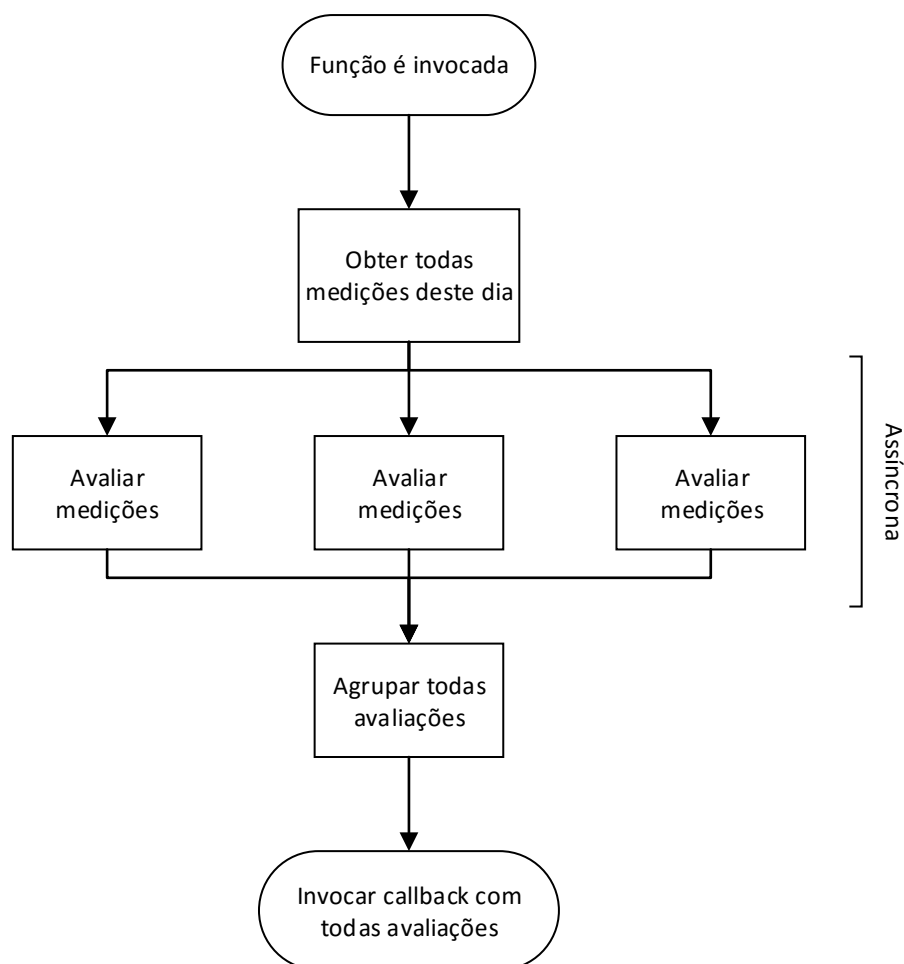 Função é invocada
Obter todas
medições deste dia
Avaliar
medições
Avaliar
medições
Avaliar
medições
Assíncrona
Agrupar todas
avaliações
Invocar callback com
todas avaliações